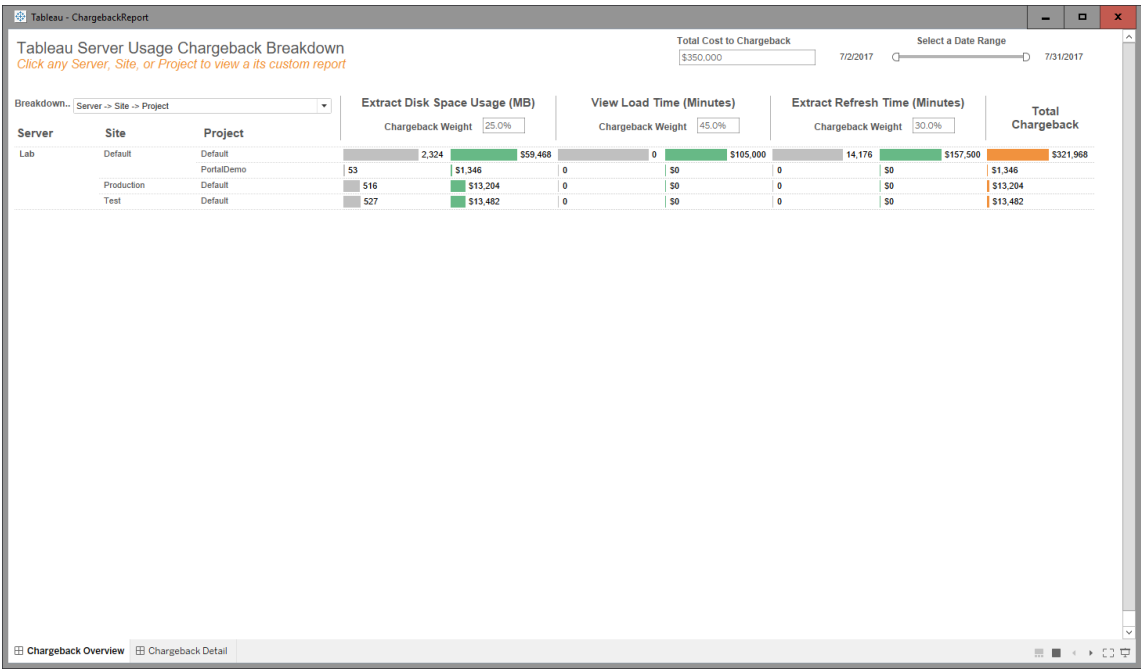 Tableau - ChargebackReport
Tableau Server Usage Chargeback Breakdown
Click any Server, Site, or Project to view a its custom report
Total Cost to Chargeback
$350.000
Select a Date Range
7/2/2017 7/31/2017
Breakdown.. Server -> Site -> Project
Extract Disk Space Usage (MB)
Chargeback Weight 25.0%
View Load Time (Minutes)
Chargeback Weight 45.0%
Extract Refresh Time (Minutes)
Chargeback Weight 30.0%
Total
Chargeback
Server Site Project
Lab Default Default 2,324 $59,468 0 $105,000 14,176 $157,500 $321,968
PortalDemo 53 $1,346 0 $0 0 $0 $1,346
Production Default 516 $13,204 0 $0 0 $0 $13,204
Test Default 527 $13,482 0 $0 0 $0 $13,482
Chargeback Overview Chargeback Detail